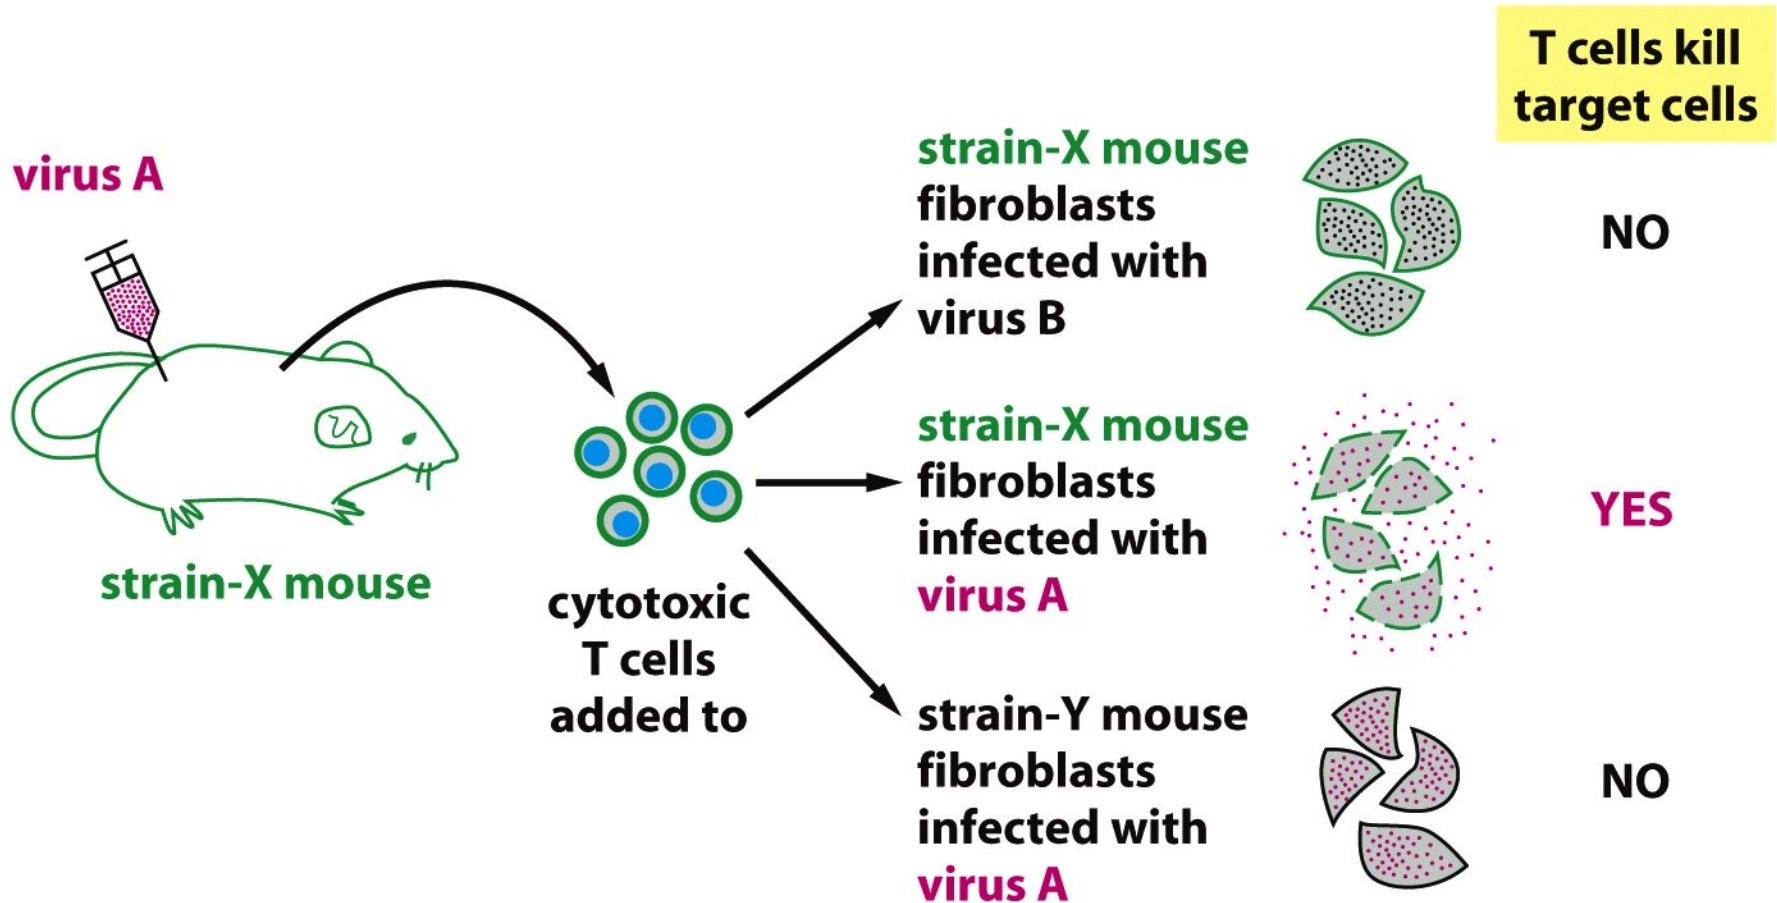 T cells kill
target cells
virus A
strain-X mouse
cytotoxic
T cells
added to
strain-X mouse
fibroblasts
infected with
virus B
NO
strain-X mouse
fibroblasts
infected with
virus A
YES
strain-Y mouse
fibroblasts
infected with
virus A
NO